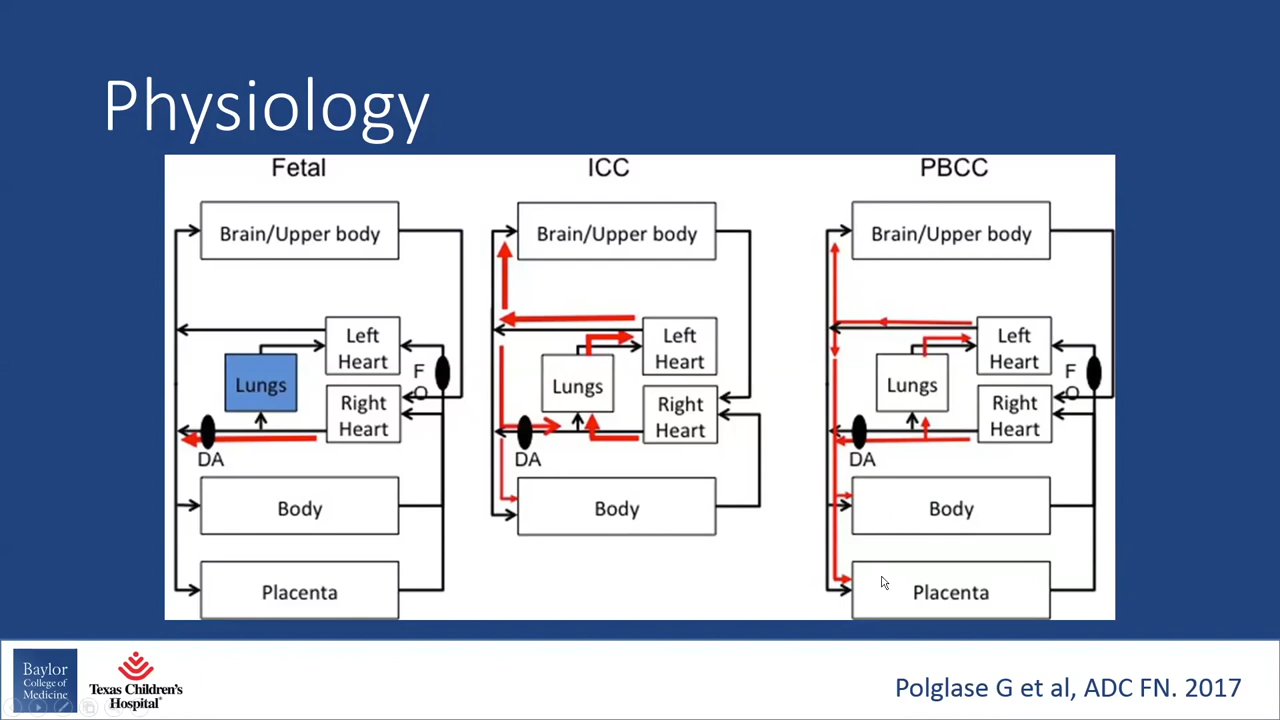 Physiology
Fetal
ICC
PBCC
Brain/Upper body
Left
Heart
Lungs
F
O
Right
Heart
DA
Body
Placenta
Brain/Upper body
Left
Heart
Lungs
Right
Heart
DA
Body
Brain/Upper body
Left
Heart
Lungs
F
O
Right
Heart
DA
Body
Placenta
Baylor
College of
Medicine
Texas Children's
Hospital
Polglase G et al, ADC FN. 2017